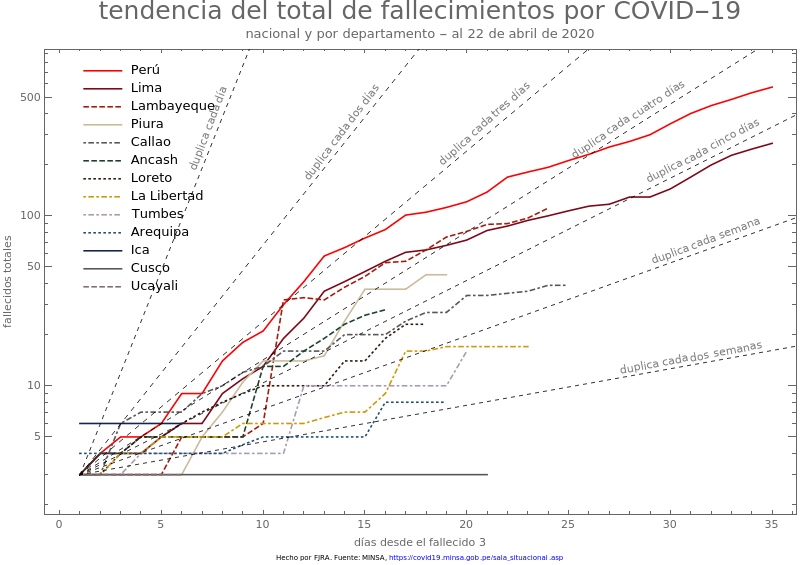 tendencia del total de fallecimientos por COVID−19
nacional y por departamento − al 22 de abril de 2020
Perú
Lima
Lambayeque
Piura
Callao
Ancash
Loreto
La Libertad
Tumbes
Arequipa
Ica
Cusco
Ucayali
duplica cada día
duplica cada dos días
duplica cada tres días
duplica cada cuatro días
duplica cada cinco días
duplica cada semana
duplica cada dos semanas
fallecidos totales
500
100
50
10
5
0 5 10 15 20 25 30 35
días desde el fallecido 3
Hecho por FJRA. Fuente: MINSA, https://covid19.minsa.gob.pe/sala_situacional .asp